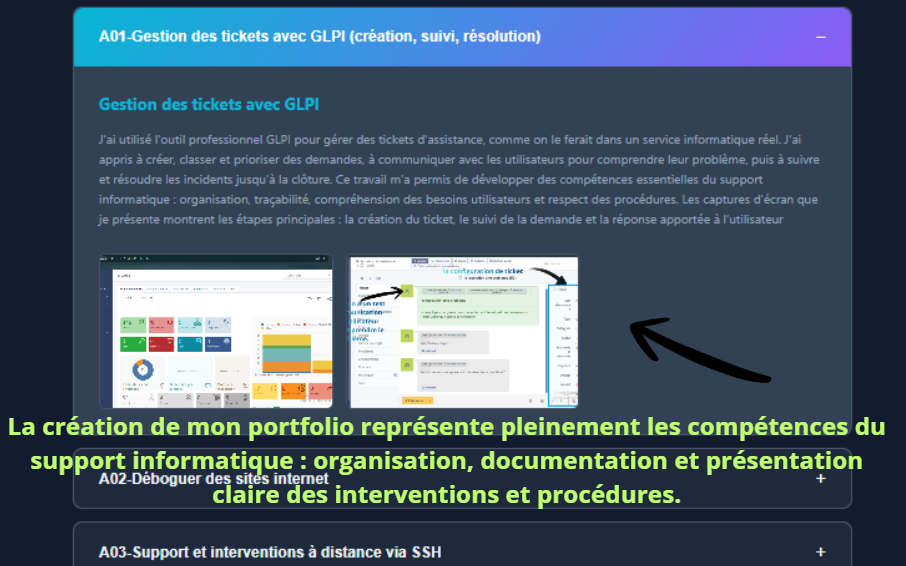 A01-Gestion des tickets avec GLPI (création, suivi, résolution)
−
Gestion des tickets avec GLPI
J'ai utilisé l'outil professionnel GLPI pour gérer des tickets d'assistance, comme on le ferait dans un service informatique réel. J'ai
appris à créer, classer et prioriser des demandes, à communiquer avec les utilisateurs pour comprendre leur problème, puis à suivre
et résoudre les incidents jusqu'à la clôture. Ce travail m'a permis de développer des compétences essentielles du support
informatique : organisation, traçabilité, compréhension des besoins utilisateurs et respect des procédures. Les captures d'écran que
je présente montrent les étapes principales : la création du ticket, le suivi de la demande et la réponse apportée à l'utilisateur
la configuration de ticket
La création de mon portfolio représente pleinement les compétences du
support informatique : organisation, documentation et présentation
claire des interventions et procédures.
A02-Déboguer des sites internet
+
A03-Support et interventions à distance via SSH
+